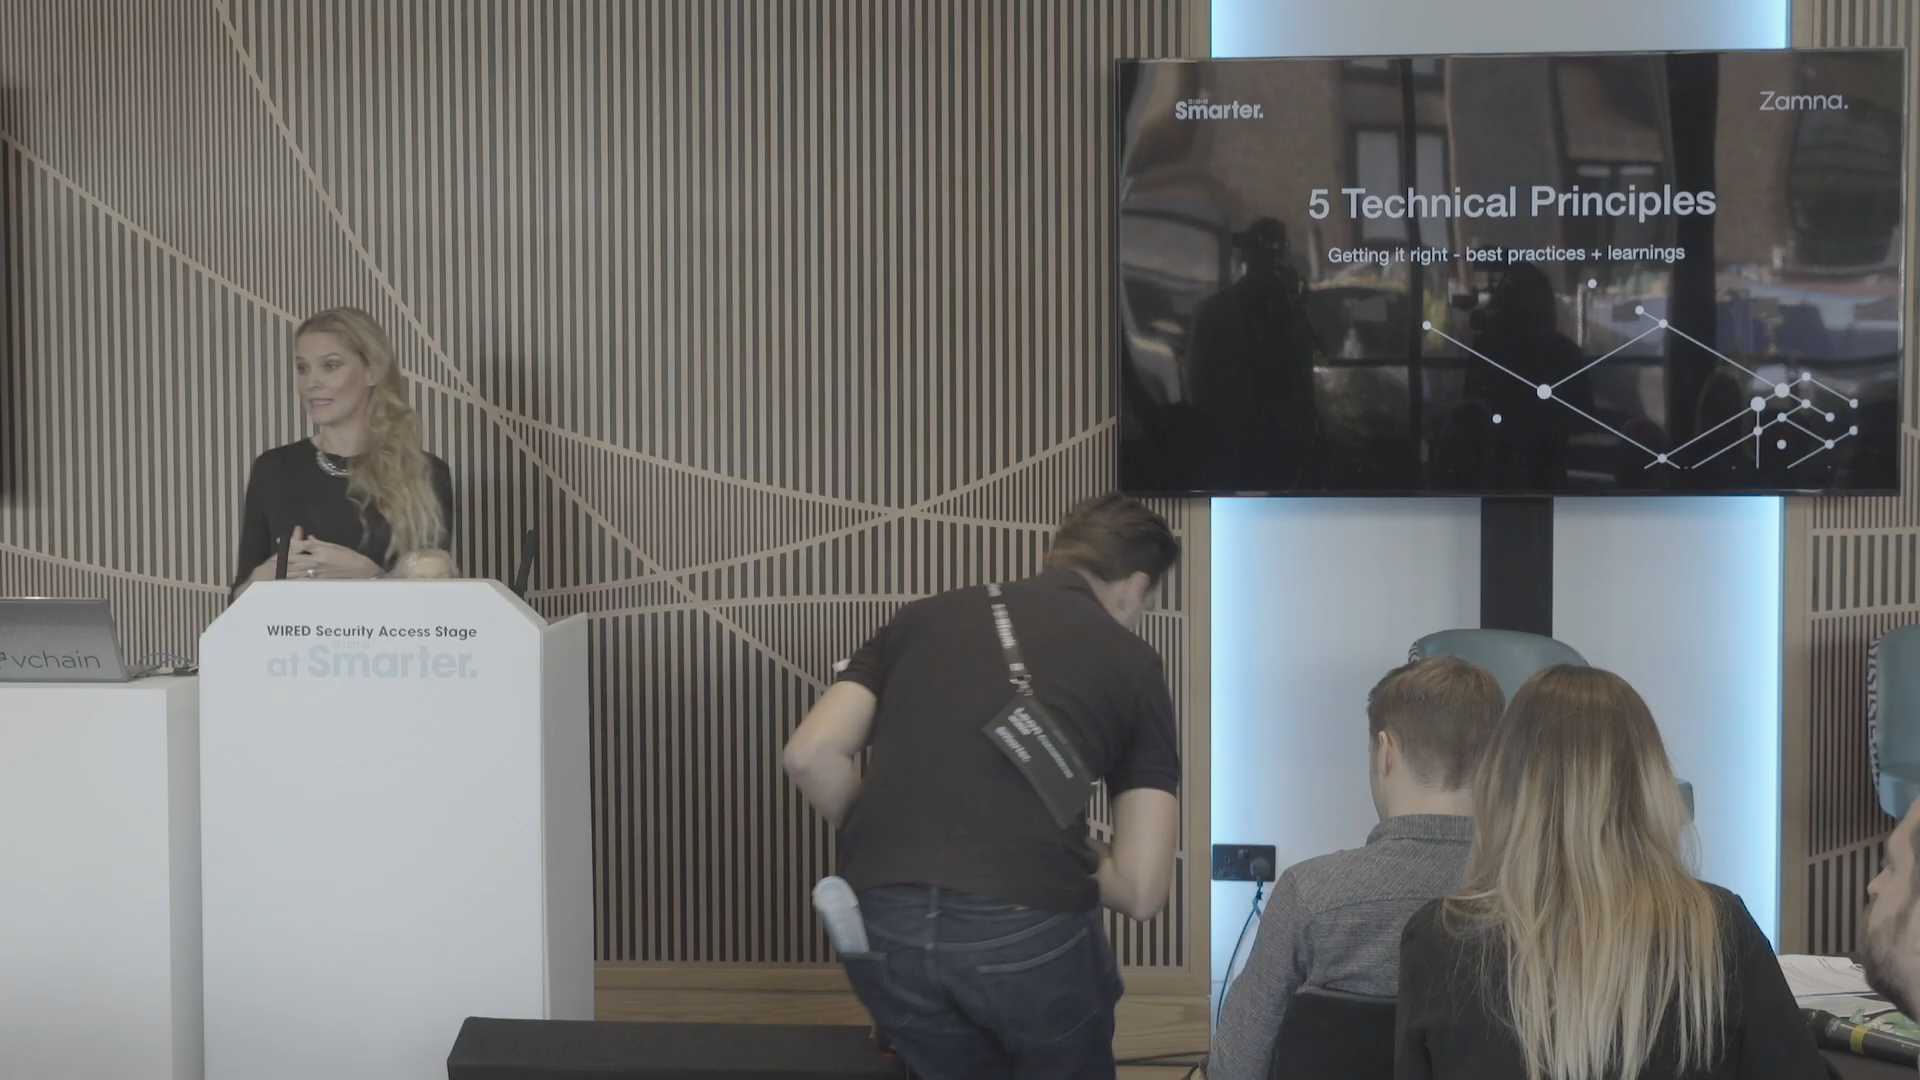 Smarter.
Zamna.
5 Technical Principles
Getting it right - best practices + learnings
WIRED Security Access Stage
at Smarter.
vchain